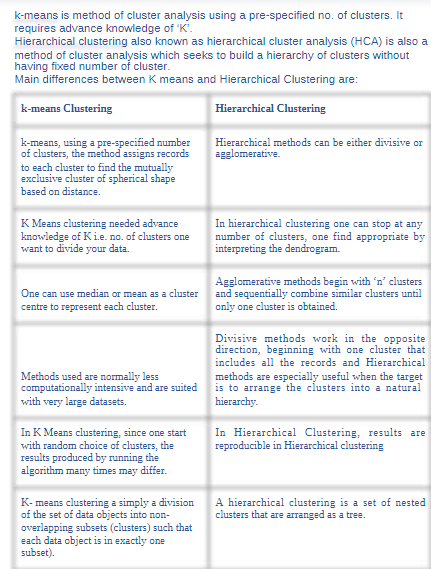 k-means is method of cluster analysis using a pre-specified no. of clusters. It
requires advance knowledge of 'K'.
Hierarchical clustering also known as hierarchical cluster analysis (HCA) is also a
method of cluster analysis which seeks to build a hierarchy of clusters without
having fixed number of cluster.
Main differences between K means and Hierarchical Clustering are:
k-means Clustering
Hierarchical Clustering
k-means, using a pre-specified number
of clusters, the method assigns records
to each cluster to find the mutually
exclusive cluster of spherical shape
based on distance.
Hierarchical methods can be either divisive or
agglomerative.
K Means clustering needed advance
knowledge of K i.e. no. of clusters one
want to divide your data.
In hierarchical clustering one can stop at any
number of clusters, one find appropriate by
interpreting the dendrogram.
One can use median or mean as a cluster
centre to represent each cluster.
Agglomerative methods begin with 'n' clusters
and sequentially combine similar clusters until
only one cluster is obtained.
Methods used are normally less
computationally intensive and are suited
with very large datasets.
Divisive methods work in the opposite
direction, beginning with one cluster that
includes all the records and Hierarchical
methods are especially useful when the target
is to arrange the clusters into a natural
hierarchy.
In K Means clustering, since one start
with random choice of clusters, the
results produced by running the
algorithm many times may differ.
In Hierarchical Clustering, results are
reproducible in Hierarchical clustering
K- means clustering a simply a division
of the set of data objects into non-
overlapping subsets (clusters) such that
each data object is in exactly one
subset).
A hierarchical clustering is a set of nested
clusters that are arranged as a tree.